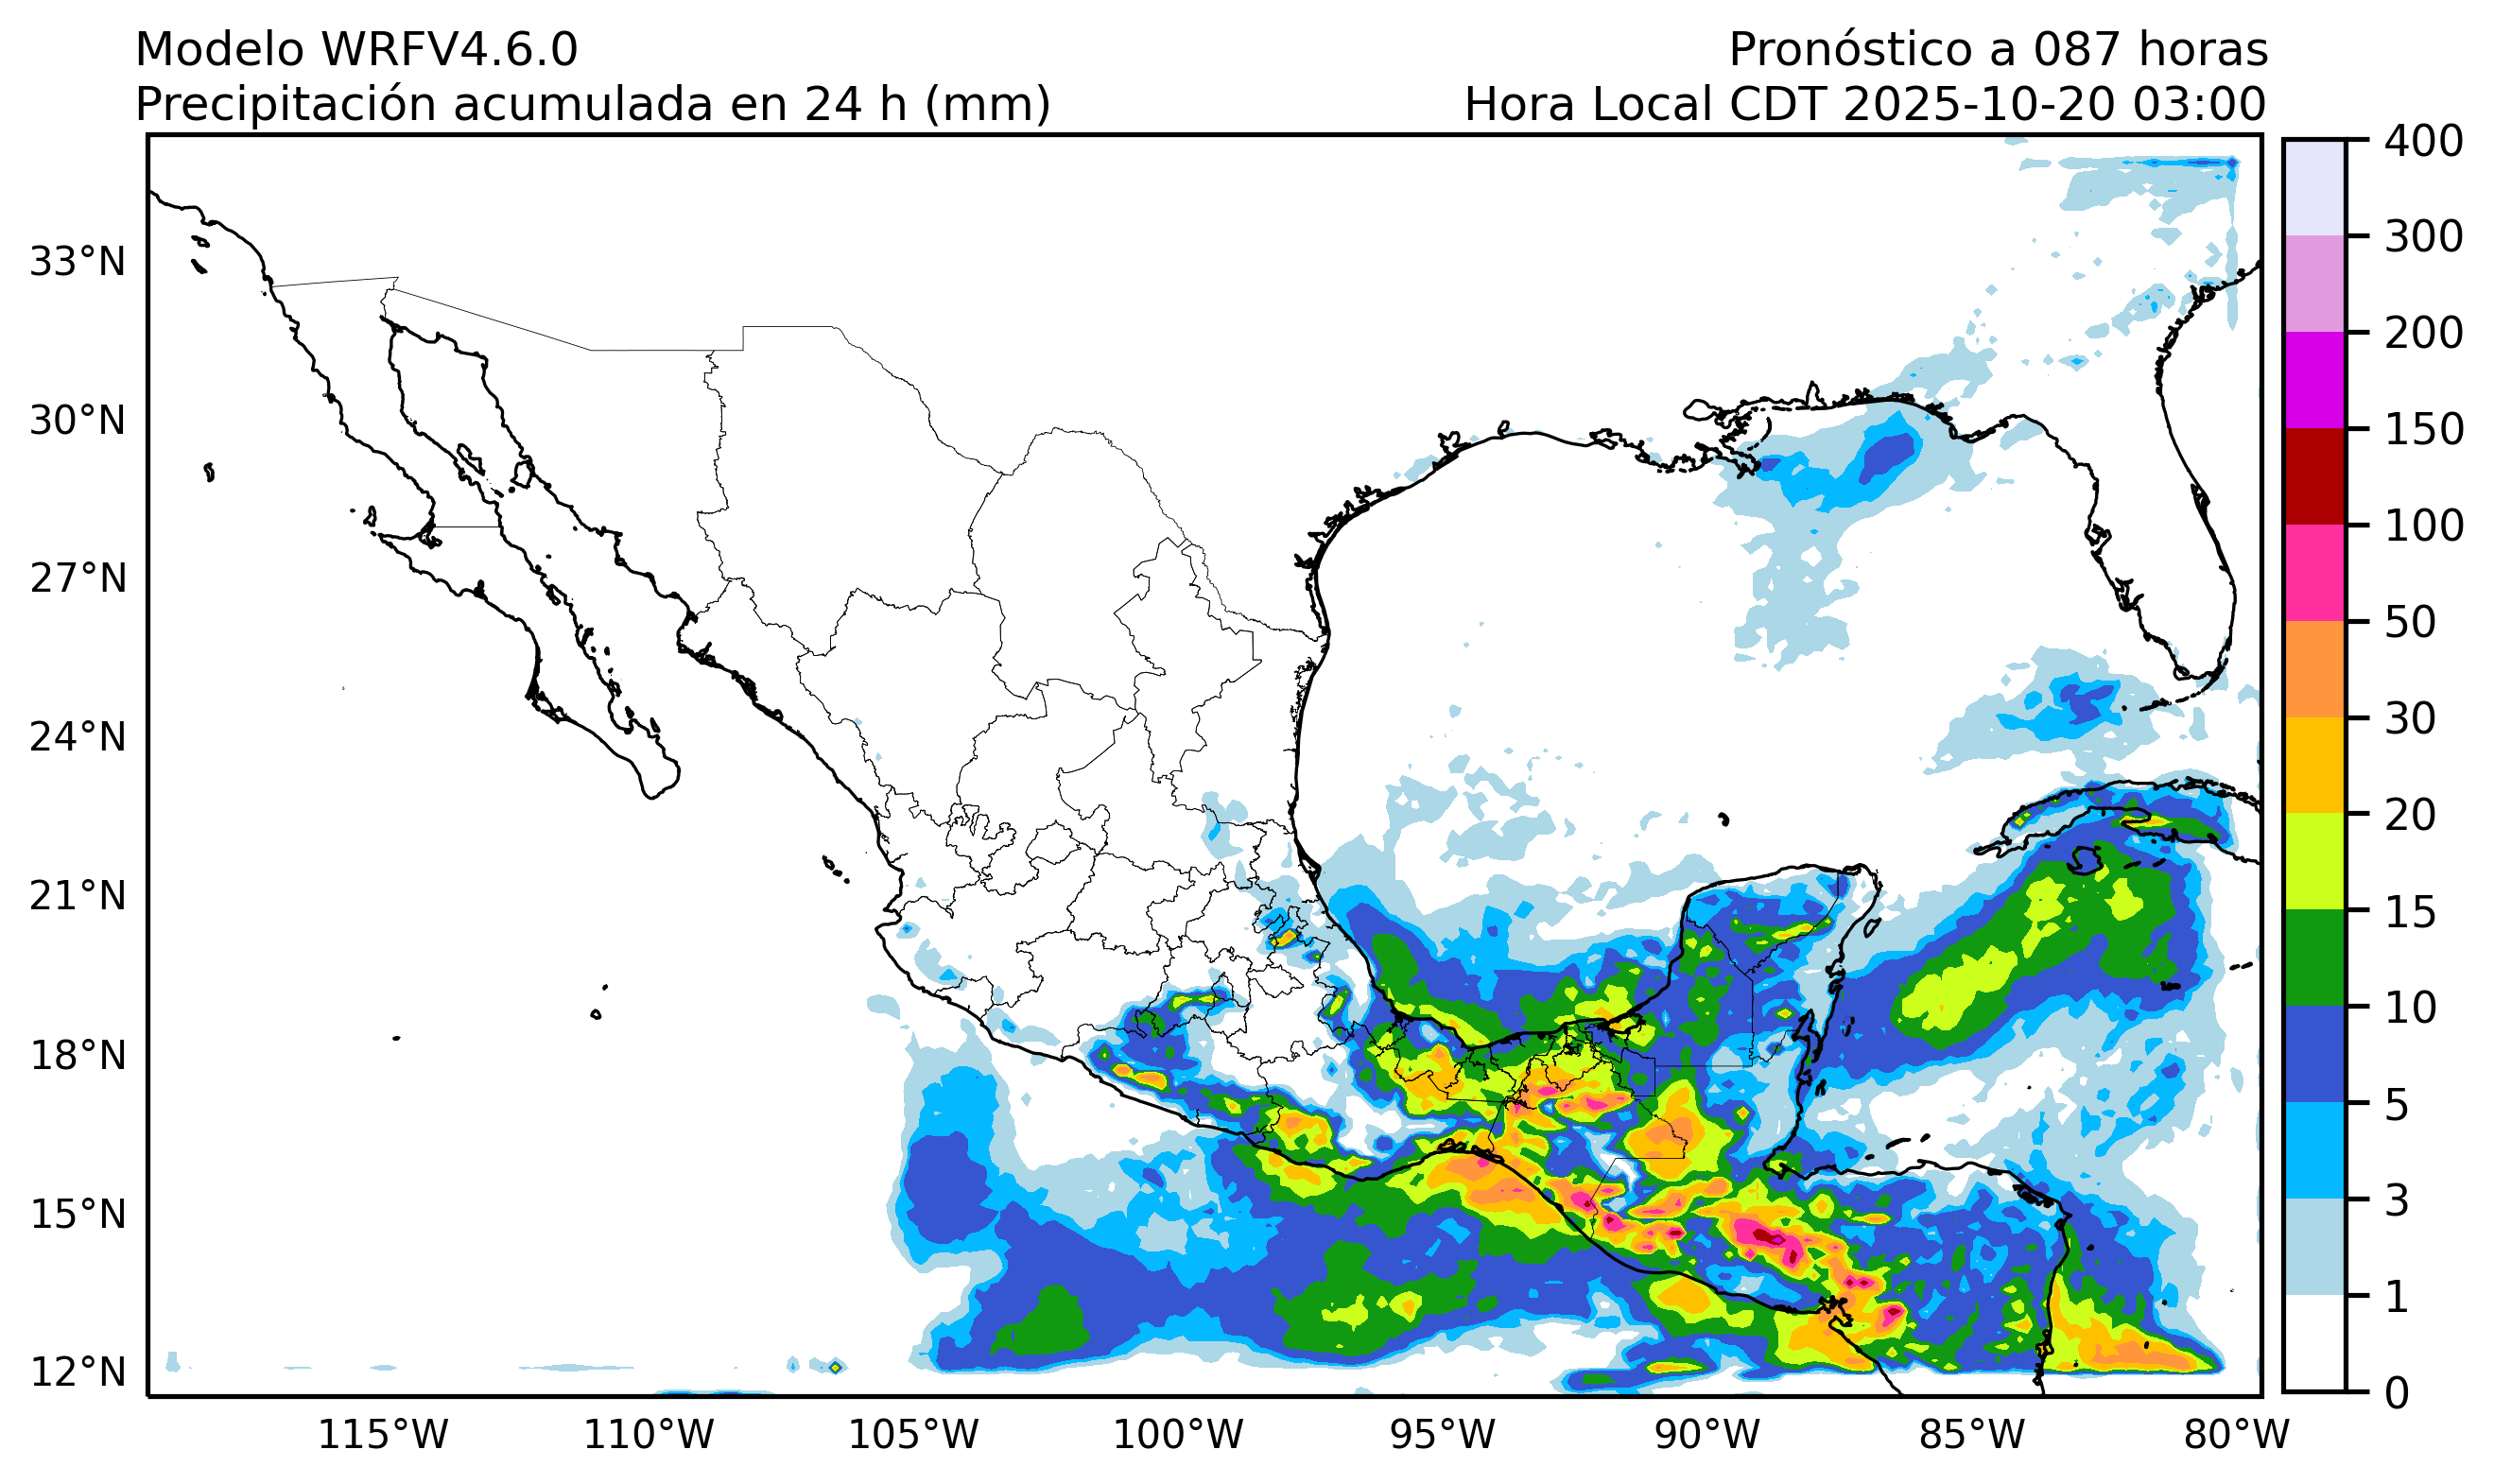 Modelo WRFV4.6.0
Pronóstico a 087 horas
Precipitación acumulada en 24 h (mm)
Hora Local CDT 2025-10-20 03:00
400
300
200
150
100
50
30
20
15
10
5
3
1
0
33°N
30°N
27°N
24°N
21°N
18°N
15°N
12°N
115°W
110°W
105°W
100°W
95°W
90°W
85°W
80°W